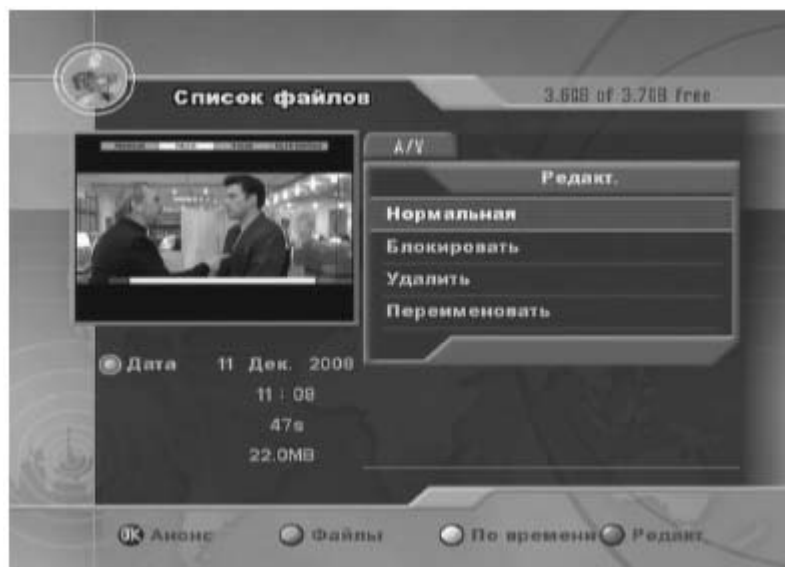 Список файлов
3.6GB of 3.7GB free
A/V
Редакт.
Нормальная
Блокировать
Удалить
Переименовать
Дата 11 Дек. 2008
11 : 08
47s
22.0MB
OK Анонс Файлы По времени Редакт.